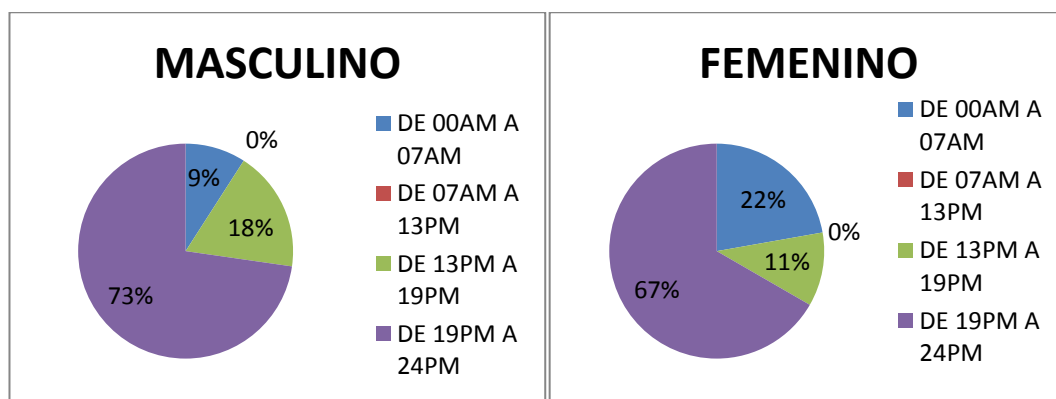 MASCULINO
0%
9%
18%
73%
DE 00AM A
07AM
DE 07AM A
13PM
DE 13PM A
19PM
DE 19PM A
24PM
FEMENINO
22%
0%
11%
67%
DE 00AM A
07AM
DE 07AM A
13PM
DE 13PM A
19PM
DE 19PM A
24PM